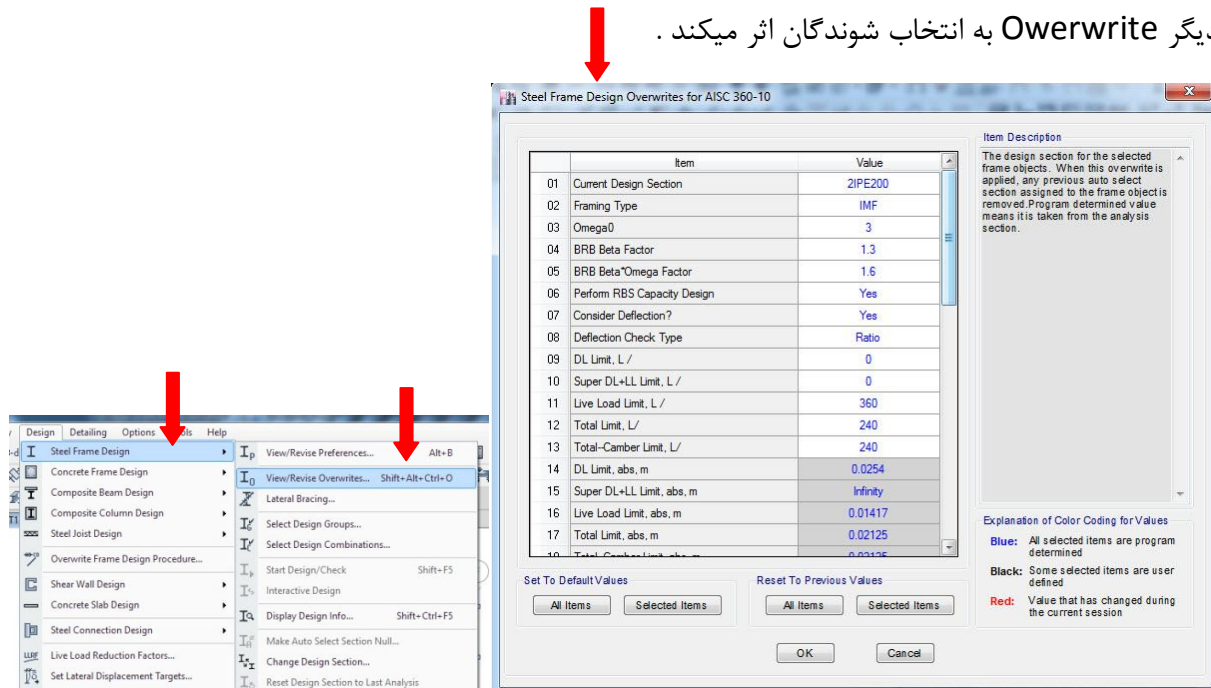 دیگر Owerwrite به انتخاب شوندگان اثر میکند .
Steel Frame Design Overwrites for AISC 360-10
Item Value
01 Current Design Section 2IPE200
02 Framing Type IMF
03 Omega0 3
04 BRB Beta Factor 1.3
05 BRB Beta*Omega Factor 1.6
06 Perform RBS Capacity Design Yes
07 Consider Deflection? Yes
08 Deflection Check Type Ratio
09 DL Limit, L / 0
10 Super DL+LL Limit, L / 0
11 Live Load Limit, L / 360
12 Total Limit, L/ 240
13 Total--Camber Limit, L/ 240
14 DL Limit, abs, m 0.0254
15 Super DL+LL Limit, abs, m Infinity
16 Live Load Limit, abs, m 0.01417
17 Total Limit, abs, m 0.02125
Item Description
The design section for the selected
frame objects. When this overwrite is
applied, any previous auto select
section assigned to the frame object is
removed.Program determined value
means it is taken from the analysis
section.
Explanation of Color Coding for Values
Blue: All selected items are program
determined
Black: Some selected items are user
defined
Red: Value that has changed during
the current session
Set To Default Values
All Items Selected Items
Reset To Previous Values
All Items Selected Items
OK Cancel
Design Detailing Options Help
Steel Frame Design
Concrete Frame Design
Composite Beam Design
Composite Column Design
Steel Joist Design
Overwrite Frame Design Procedure...
Shear Wall Design
Concrete Slab Design
Steel Connection Design
Live Load Reduction Factors...
Set Lateral Displacement Targets...
View/Revise Preferences... Alt+B
View/Revise Overwrites... Shift+Alt+Ctrl+O
Lateral Bracing...
Select Design Groups...
Select Design Combinations...
Start Design/Check Shift+F5
Interactive Design
Display Design Info... Shift+Ctrl+F5
Make Auto Select Section Null...
Change Design Section...
Reset Design Section to Last Analysis